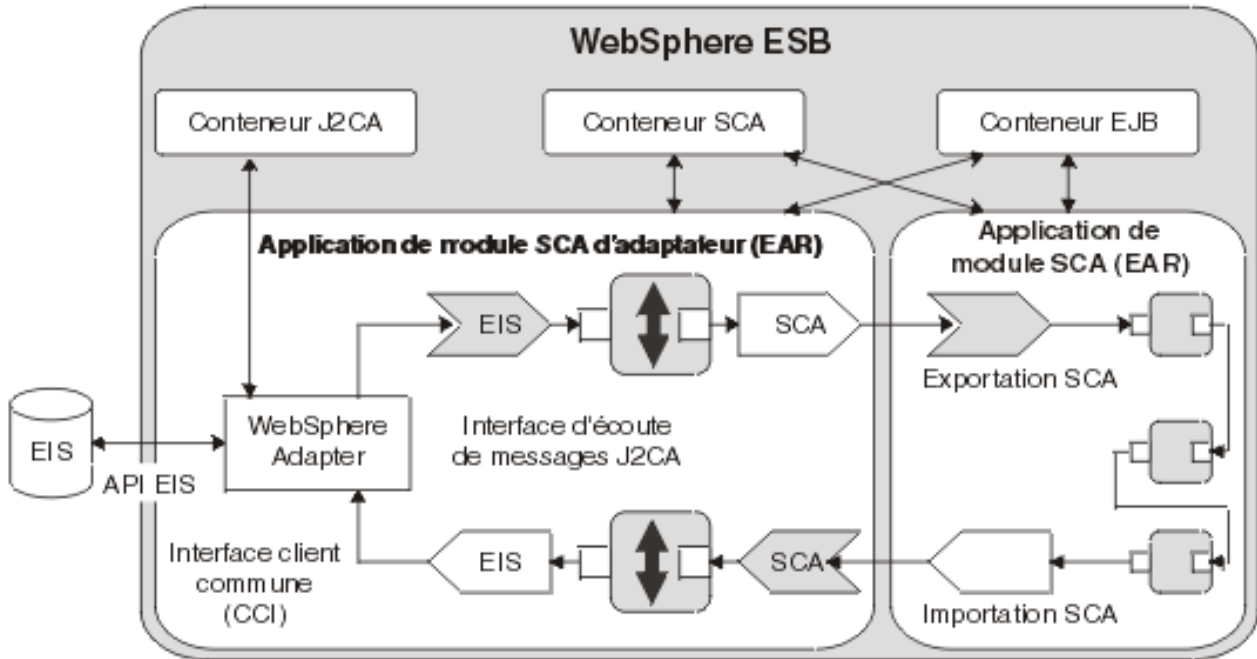 WebSphere ESB
Conteneur J2CA
Conteneur SCA
Conteneur EJB
Application de module SCA d'adaptateur (EAR)
Application de
module SCA (EAR)
EIS
SCA
Exportation SCA
WebSphere
Adapter
Interface d'écoute
de messages J2CA
EIS
API EIS
Interface client
commune
(CCI)
EIS
SCA
Importation SCA